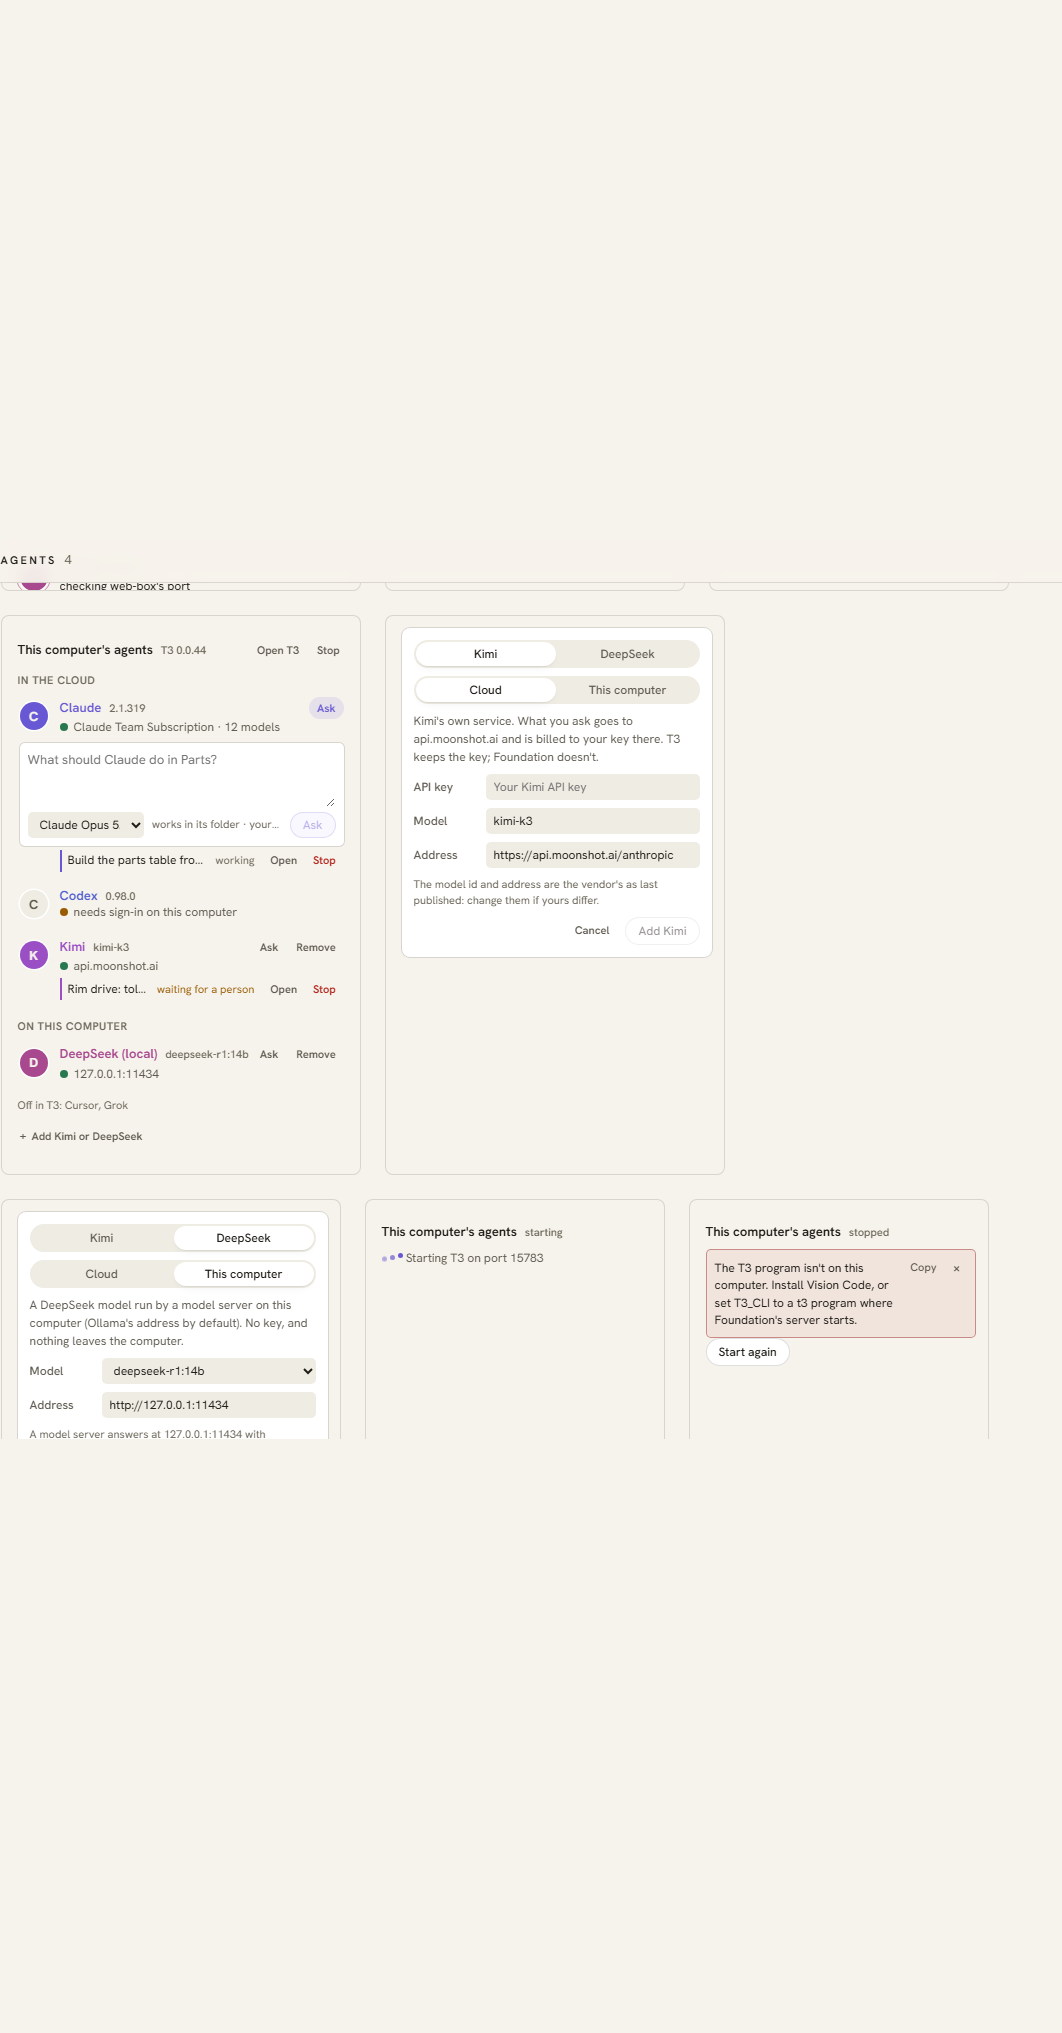 AGENTS 4
checking web-box's port
This computer's agents T3 0.0.44 Open T3 Stop
IN THE CLOUD
C Claude 2.1.319 Ask
Claude Team Subscription · 12 models
What should Claude do in Parts?
Claude Opus 5 works in its folder · your... Ask
Build the parts table fro... working Open Stop
C Codex 0.98.0
needs sign-in on this computer
K Kimi kimi-k3 Ask Remove
api.moonshot.ai
Rim drive: tol... waiting for a person Open Stop
ON THIS COMPUTER
D DeepSeek (local) deepseek-r1:14b Ask Remove
127.0.0.1:11434
Off in T3: Cursor, Grok
+ Add Kimi or DeepSeek
Kimi DeepSeek
Cloud This computer
Kimi's own service. What you ask goes to
api.moonshot.ai and is billed to your key there. T3
keeps the key; Foundation doesn't.
API key Your Kimi API key
Model kimi-k3
Address https://api.moonshot.ai/anthropic
The model id and address are the vendor's as last
published: change them if yours differ.
Cancel Add Kimi
Kimi DeepSeek
Cloud This computer
A DeepSeek model run by a model server on this
computer (Ollama's address by default). No key, and
nothing leaves the computer.
Model deepseek-r1:14b
Address http://127.0.0.1:11434
A model server answers at 127.0.0.1:11434 with
This computer's agents starting
Starting T3 on port 15783
This computer's agents stopped
The T3 program isn't on this Copy ×
computer. Install Vision Code, or
set T3_CLI to a t3 program where
Foundation's server starts.
Start again